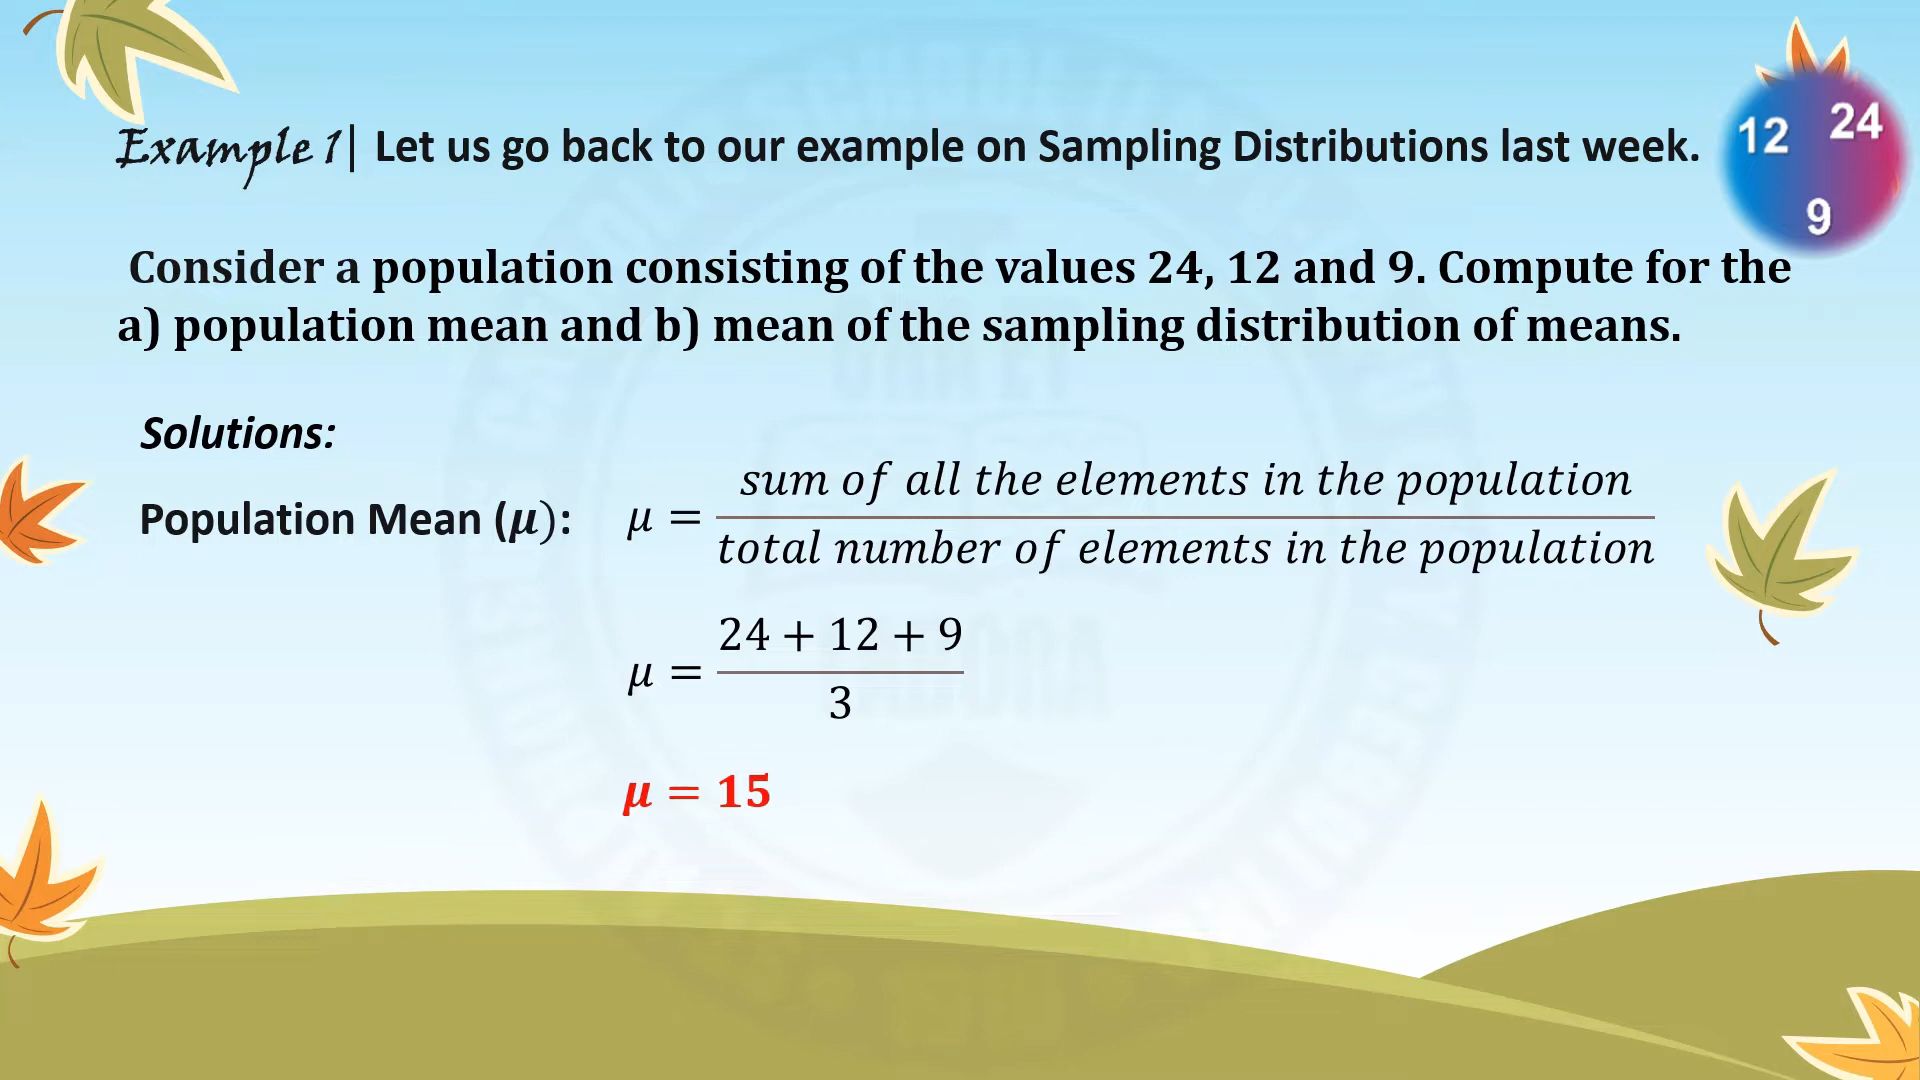 Example 1| Let us go back to our example on Sampling Distributions last week.
12 24
9
Consider a population consisting of the values 24, 12 and 9. Compute for the
a) population mean and b) mean of the sampling distribution of means.
Solutions:
Population Mean (μ): μ = sum of all the elements in the population
total number of elements in the population
μ = 24 + 12 + 9
3
μ = 15